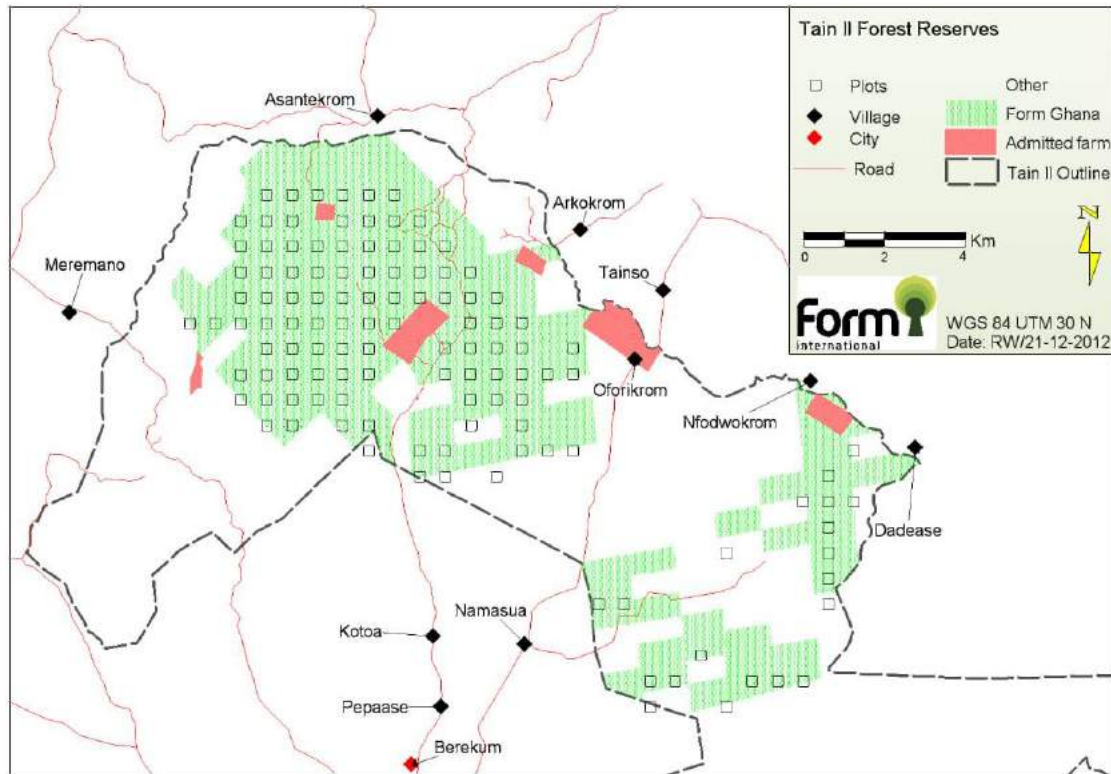 Tain II Forest Reserves
Plots
Village
City
Road
Other
Form Ghana
Admitted farm
Tain II Outline
N
Km
0 2 4
form
international
WGS 84 UTM 30 N
Date: RW/21-12-2012
Asantekrom
Arkokrom
Meremano
Tainso
Oforikrom
Nfodwokrom
Dadease
Namasua
Kotoa
Pepaase
Berekum